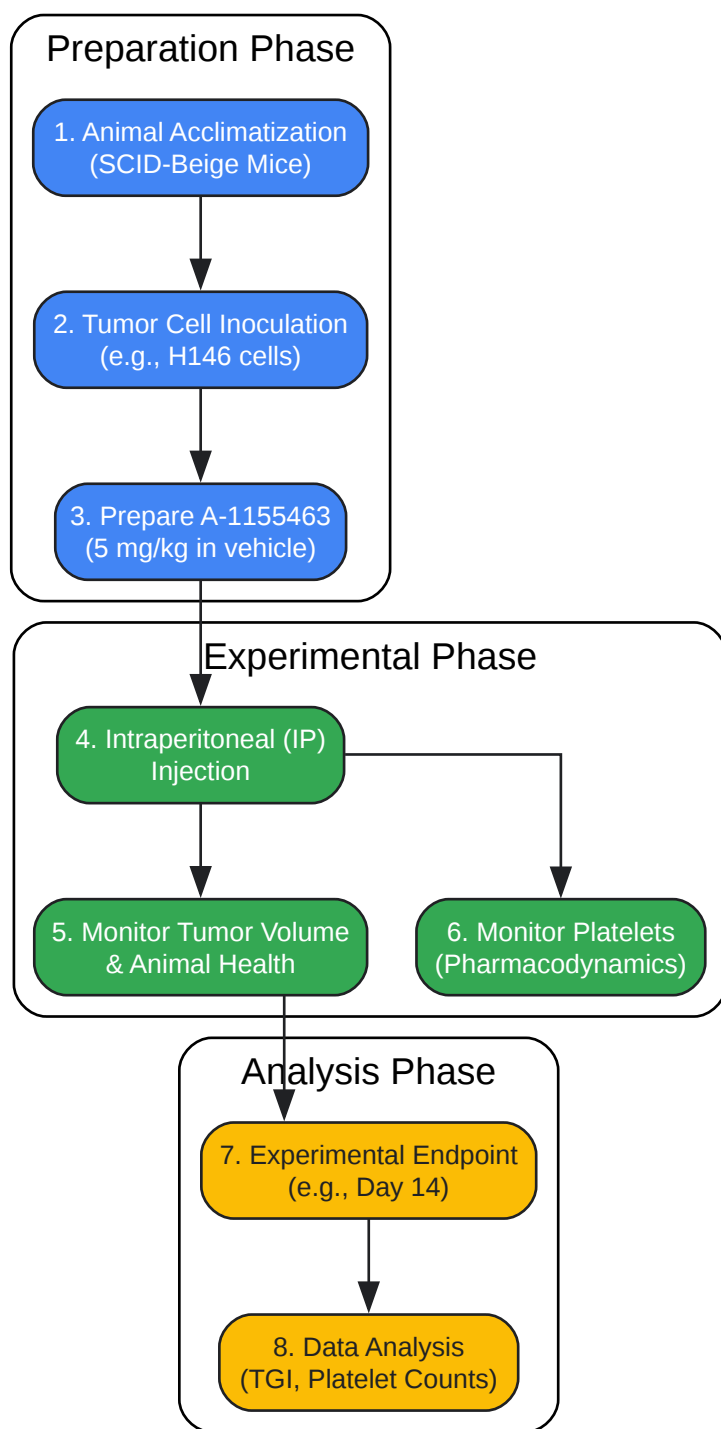 Preparation Phase
1. Animal Acclimatization
(SCID-Beige Mice)
2. Tumor Cell Inoculation
(e.g., H146 cells)
3. Prepare A-1155463
(5 mg/kg in vehicle)
Experimental Phase
4. Intraperitoneal (IP)
Injection
5. Monitor Tumor Volume
& Animal Health
6. Monitor Platelets
(Pharmacodynamics)
Analysis Phase
7. Experimental Endpoint
(e.g., Day 14)
8. Data Analysis
(TGI, Platelet Counts)